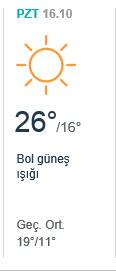 PZT 16.10
26°/16°
Bol güneş
ışığı
Geç. Ort.
19°/11°